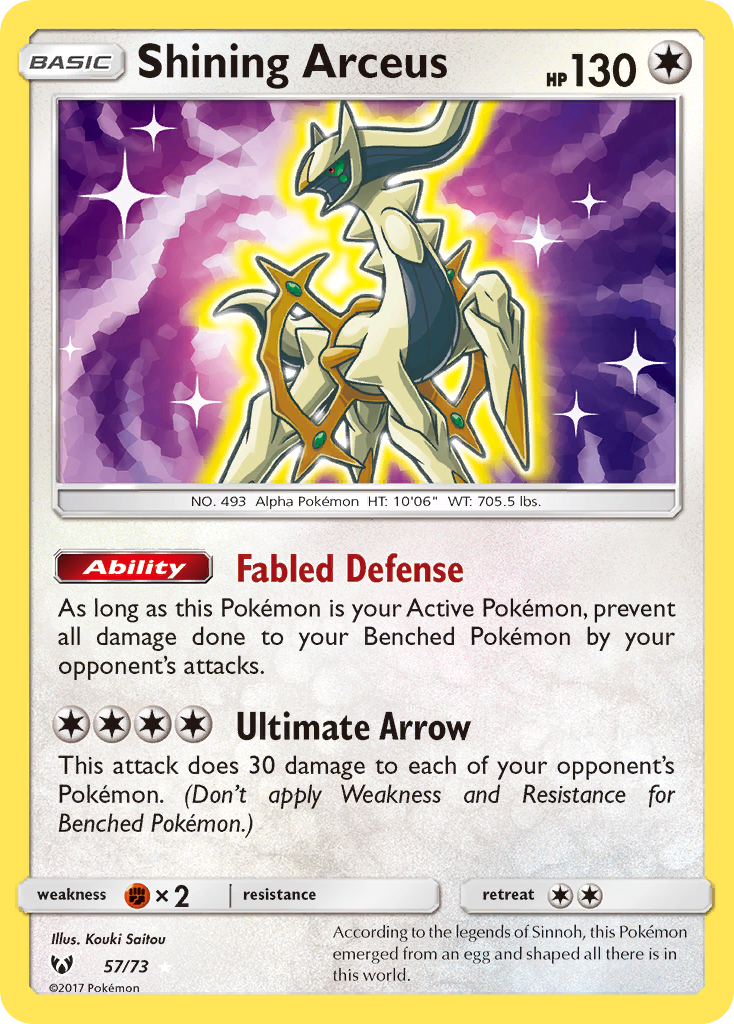 BASIC Shining Arceus HP 130
NO. 493 Alpha Pokémon HT: 10'06" WT: 705.5 lbs.
Ability Fabled Defense
As long as this Pokémon is your Active Pokémon, prevent
all damage done to your Benched Pokémon by your
opponent's attacks.
Ultimate Arrow
This attack does 30 damage to each of your opponent's
Pokémon. (Don't apply Weakness and Resistance for
Benched Pokémon.)
weakness × 2 resistance retreat
Illus. Kouki Saitou
57/73
©2017 Pokémon
According to the legends of Sinnoh, this Pokémon
emerged from an egg and shaped all there is in
this world.